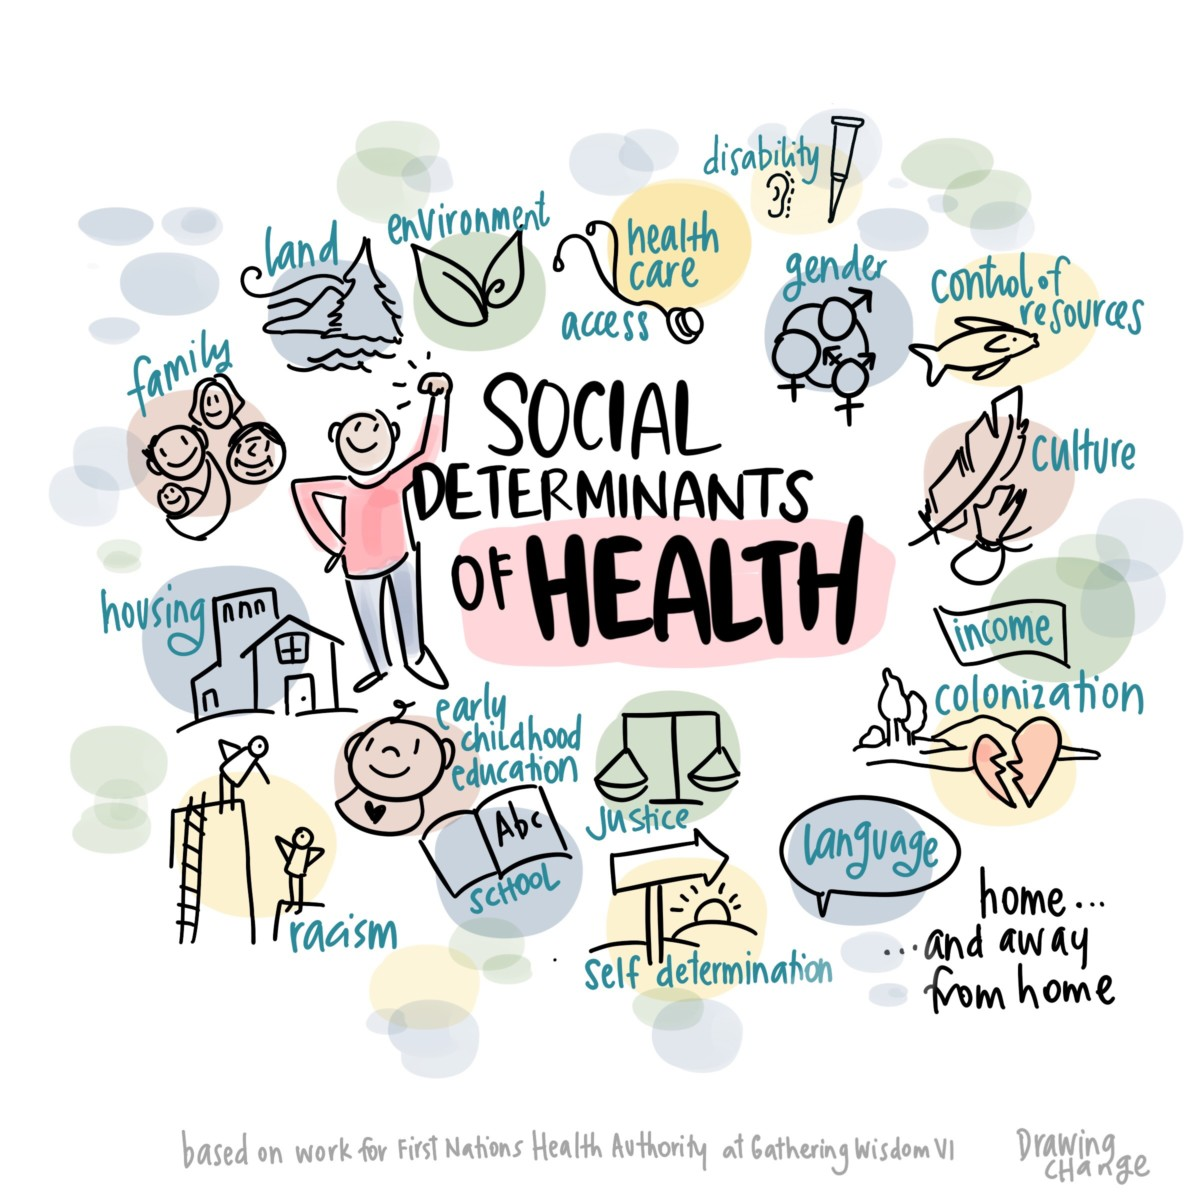 disability
environment
health
care
access
land
gender
control of
resources
family
SOCIAL
DETERMINANTS
OF HEALTH
culture
housing
income
colonization
early
childhood
education
Abc
SCHOOL
justice
language
racism
self determination
home...
...and away
from home
based on work for First Nations Health Authority at Gathering Wisdom VI
Drawing
Change